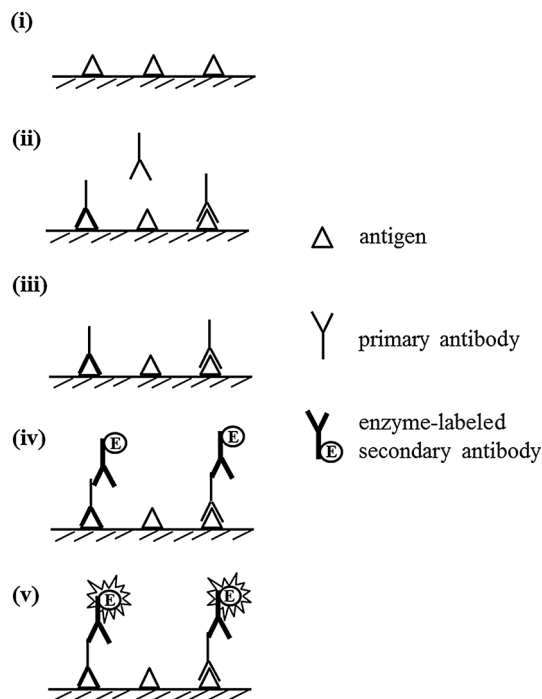 (i)
(ii)
antigen
(iii)
primary antibody
(iv)
enzyme-labeled
E
E
E
secondary antibody
(v)
E
E